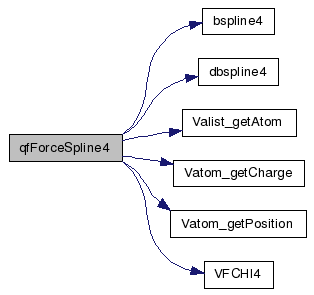 bspline4
dbspline4
Valist_getAtom
qfForceSpline4
Vatom_getCharge
Vatom_getPosition
VFCHI4